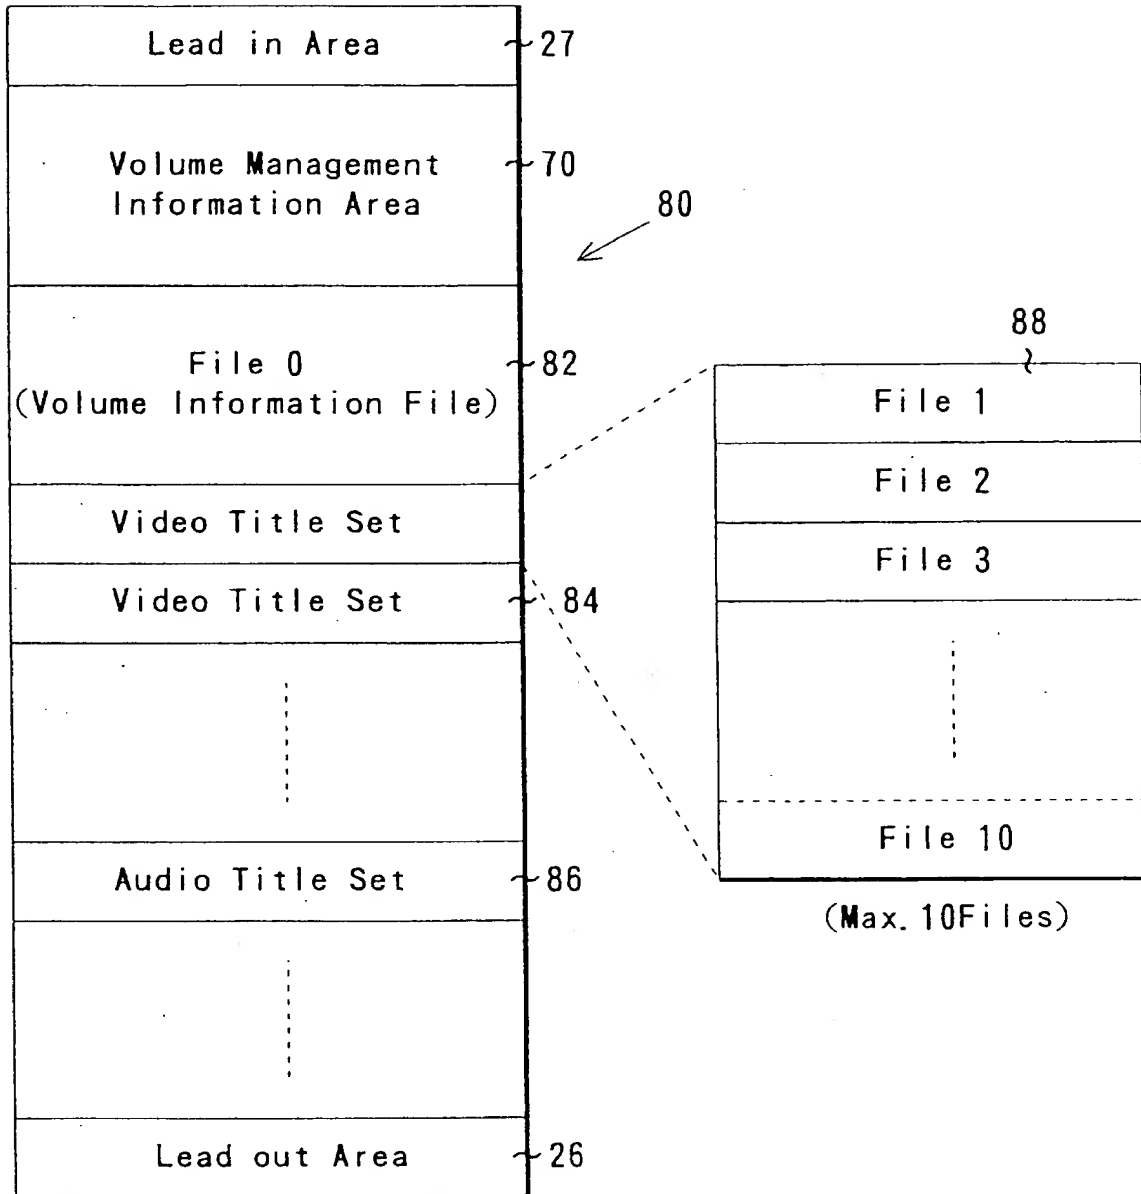 Lead in Area
27
Volume Management
Information Area
70
80
File 0
(Volume Information File)
82
Video Title Set
Video Title Set
84
Audio Title Set
86
Lead out Area
26
88
File 1
File 2
File 3
File 10
(Max. 10Files)